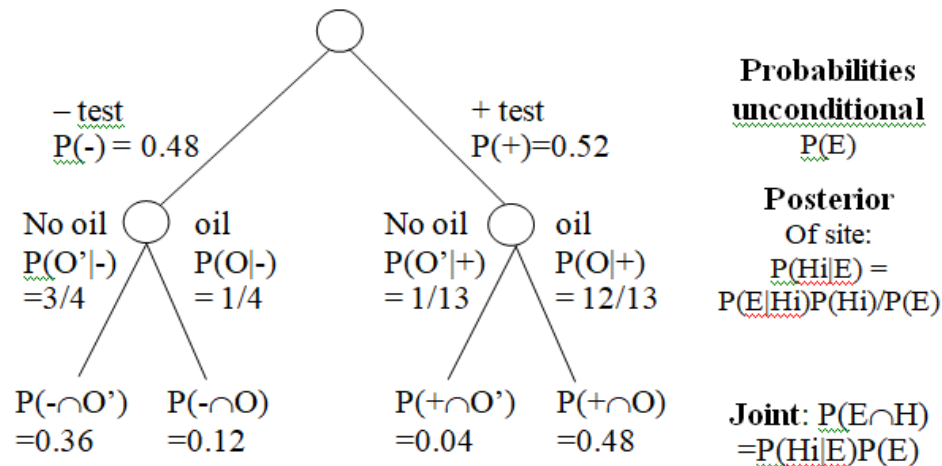 – test
P(-) = 0.48
+ test
P(+)=0.52
Probabilities
unconditional
P(E)
No oil
P(O’|-)
=3/4
oil
P(O|-)
= 1/4
No oil
P(O’|+)
= 1/13
oil
P(O|+)
= 12/13
Posterior
Of site:
P(Hi|E) =
P(E|Hi)P(Hi)/P(E)
P(-∩O’)
=0.36
P(-∩O)
=0.12
P(+∩O’)
=0.04
P(+∩O)
=0.48
Joint: P(E∩H)
=P(Hi|E)P(E)